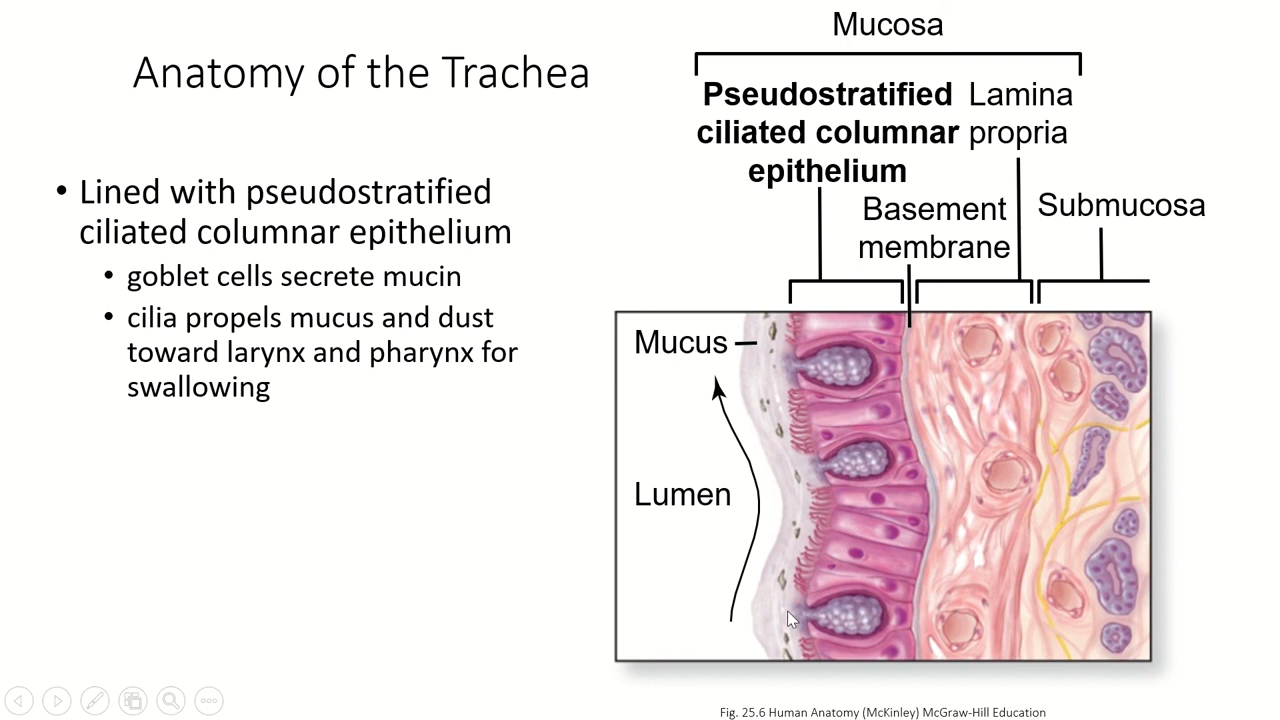 Anatomy of the Trachea
• Lined with pseudostratified
ciliated columnar epithelium
• goblet cells secrete mucin
• cilia propels mucus and dust
toward larynx and pharynx for
swallowing
Mucosa
Pseudostratified
ciliated columnar
epithelium
Lamina
propria
Basement
membrane
Submucosa
Mucus
Lumen
Fig. 25.6 Human Anatomy (McKinley) McGraw-Hill Education